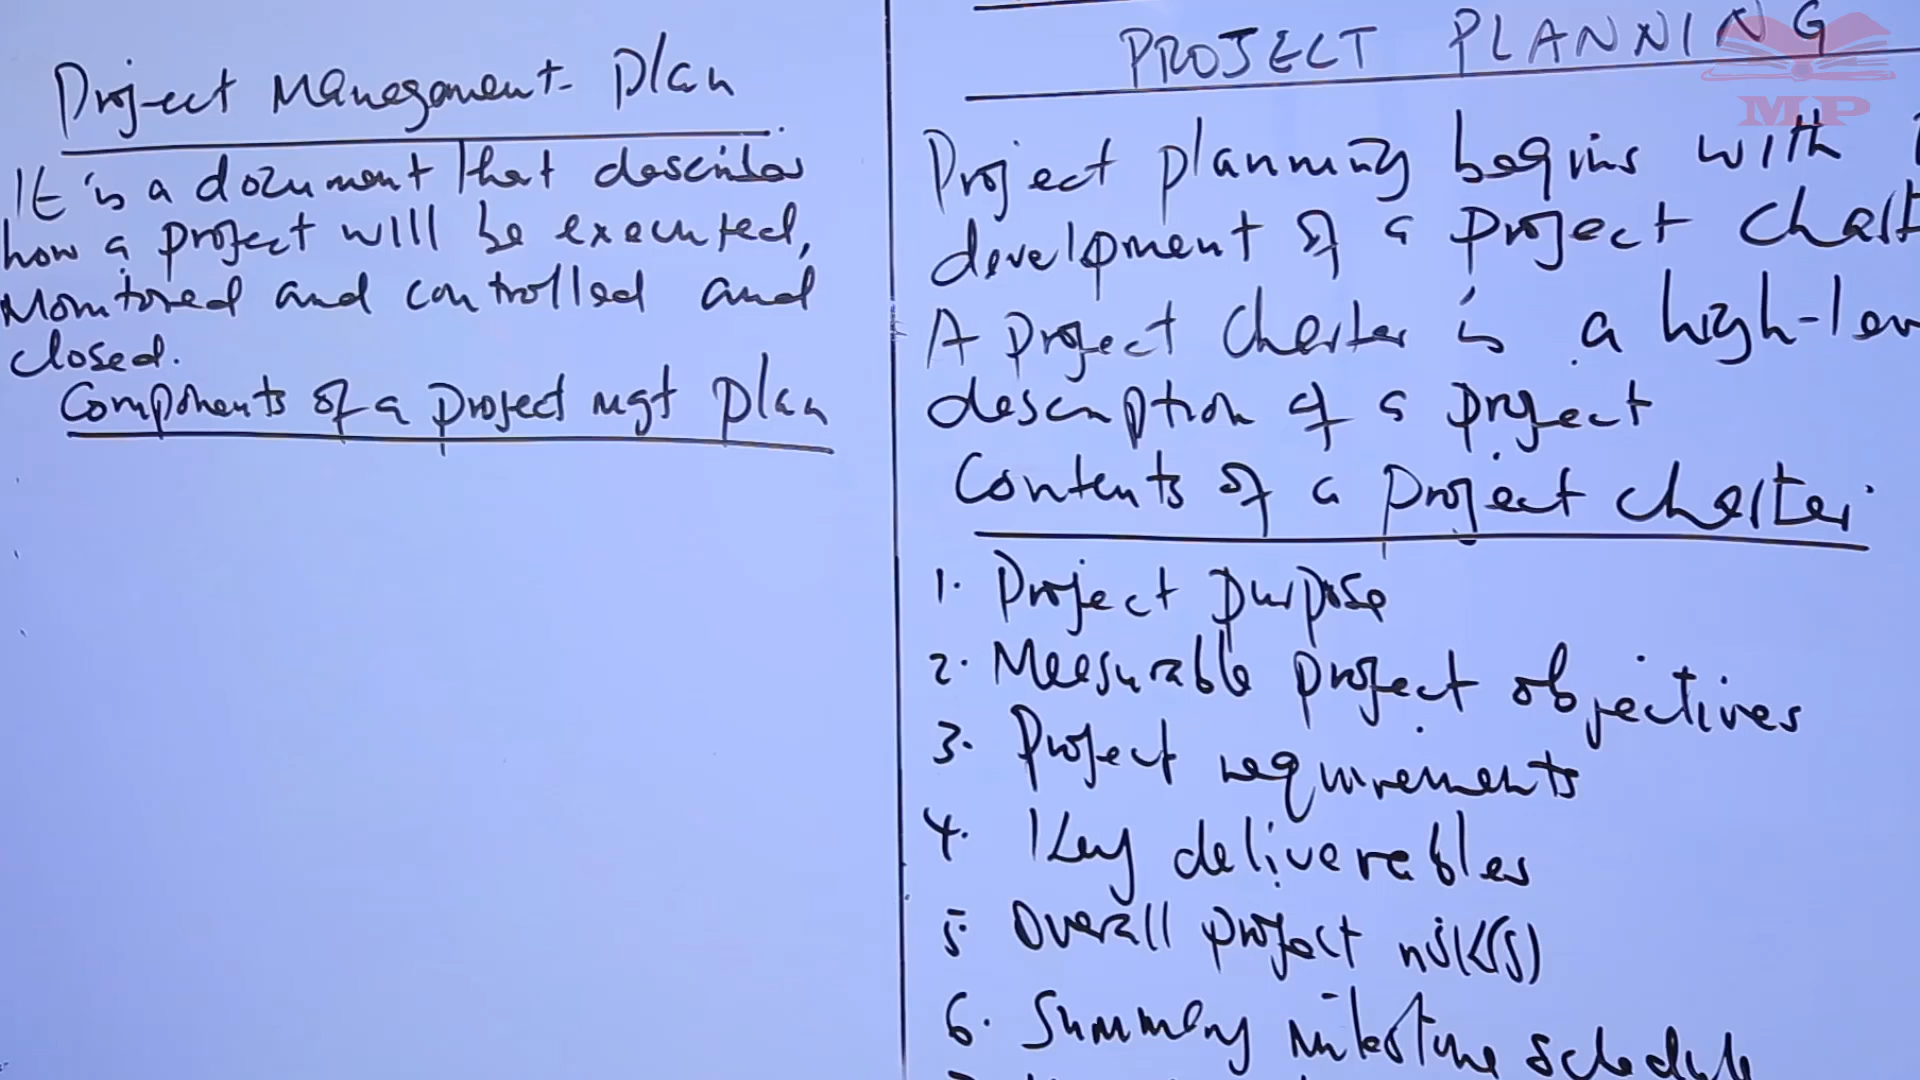 Project Management Plan
It is a document that describes
how a project will be executed,
Monitored and controlled and
closed.
Components of a project mgt plan
PROJECT PLANNING
Project planning begins with
development of a project
A project charter is a high-
description of a project
Contents of a project charter
1. Project purpose
2. Measurable project objectives
3. Project requirements
4. Key deliverables
5. Overall project risk(s)
6. Summary milestone schedule
MP